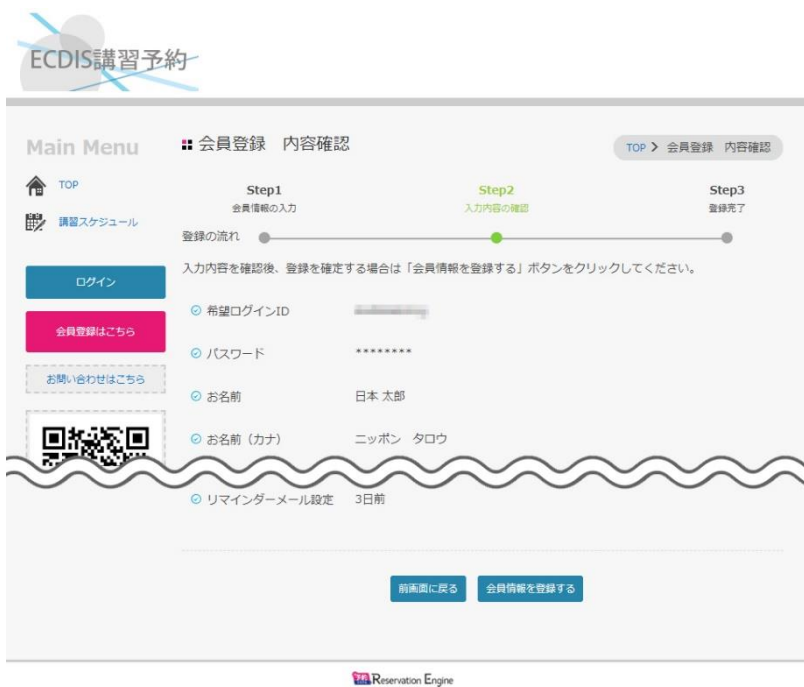 ECDIS講習予約
Main Menu
TOP
講習スケジュール
ログイン
会員登録はこちら
お問い合わせはこちら
会員登録　内容確認
TOP > 会員登録　内容確認
Step1
会員情報の入力
Step2
入力内容の確認
Step3
登録完了
登録の流れ
入力内容を確認後、登録を確定する場合は「会員情報を登録する」ボタンをクリックしてください。
希望ログインID
パスワード ********
お名前 日本 太郎
お名前（カナ） ニッポン　タロウ
リマインダーメール設定 3日前
前画面に戻る
会員情報を登録する
Reservation Engine